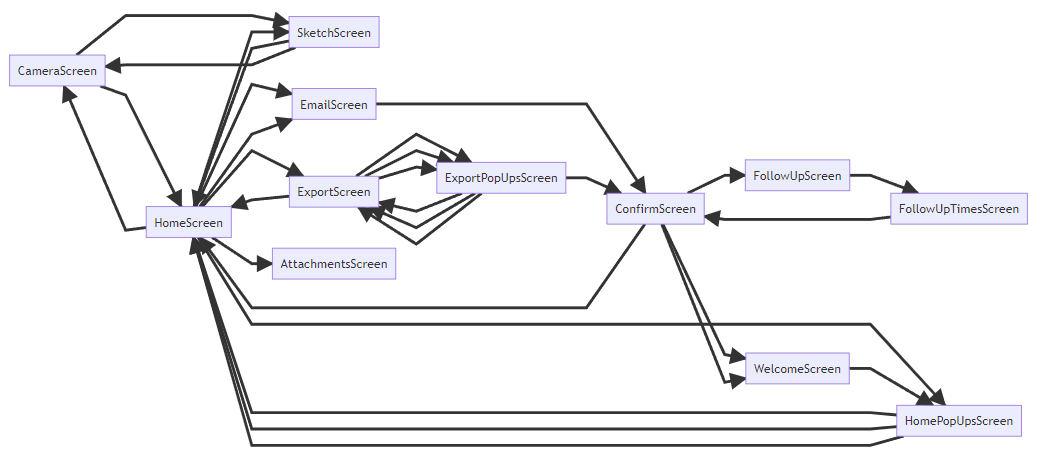 SketchScreen
CameraScreen
EmailScreen
ExportPopUpsScreen
FollowUpScreen
ExportScreen
ConfirmScreen
FollowUpTimesScreen
HomeScreen
AttachmentsScreen
WelcomeScreen
HomePopUpsScreen